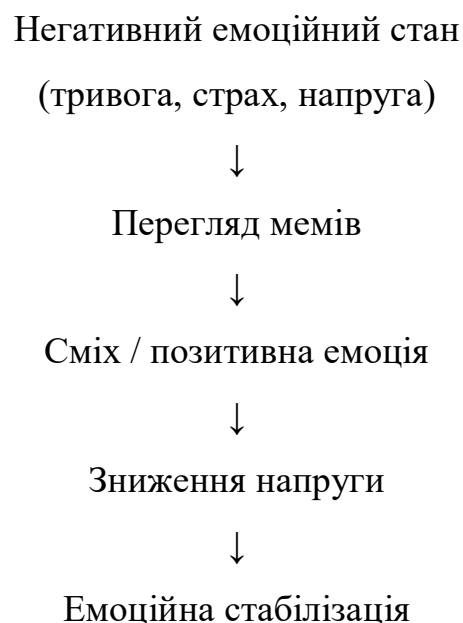 Негативний емоційний стан
(тривога, страх, напруга)
↓
Перегляд мемів
↓
Сміх / позитивна емоція
↓
Зниження напруги
↓
Емоційна стабілізація